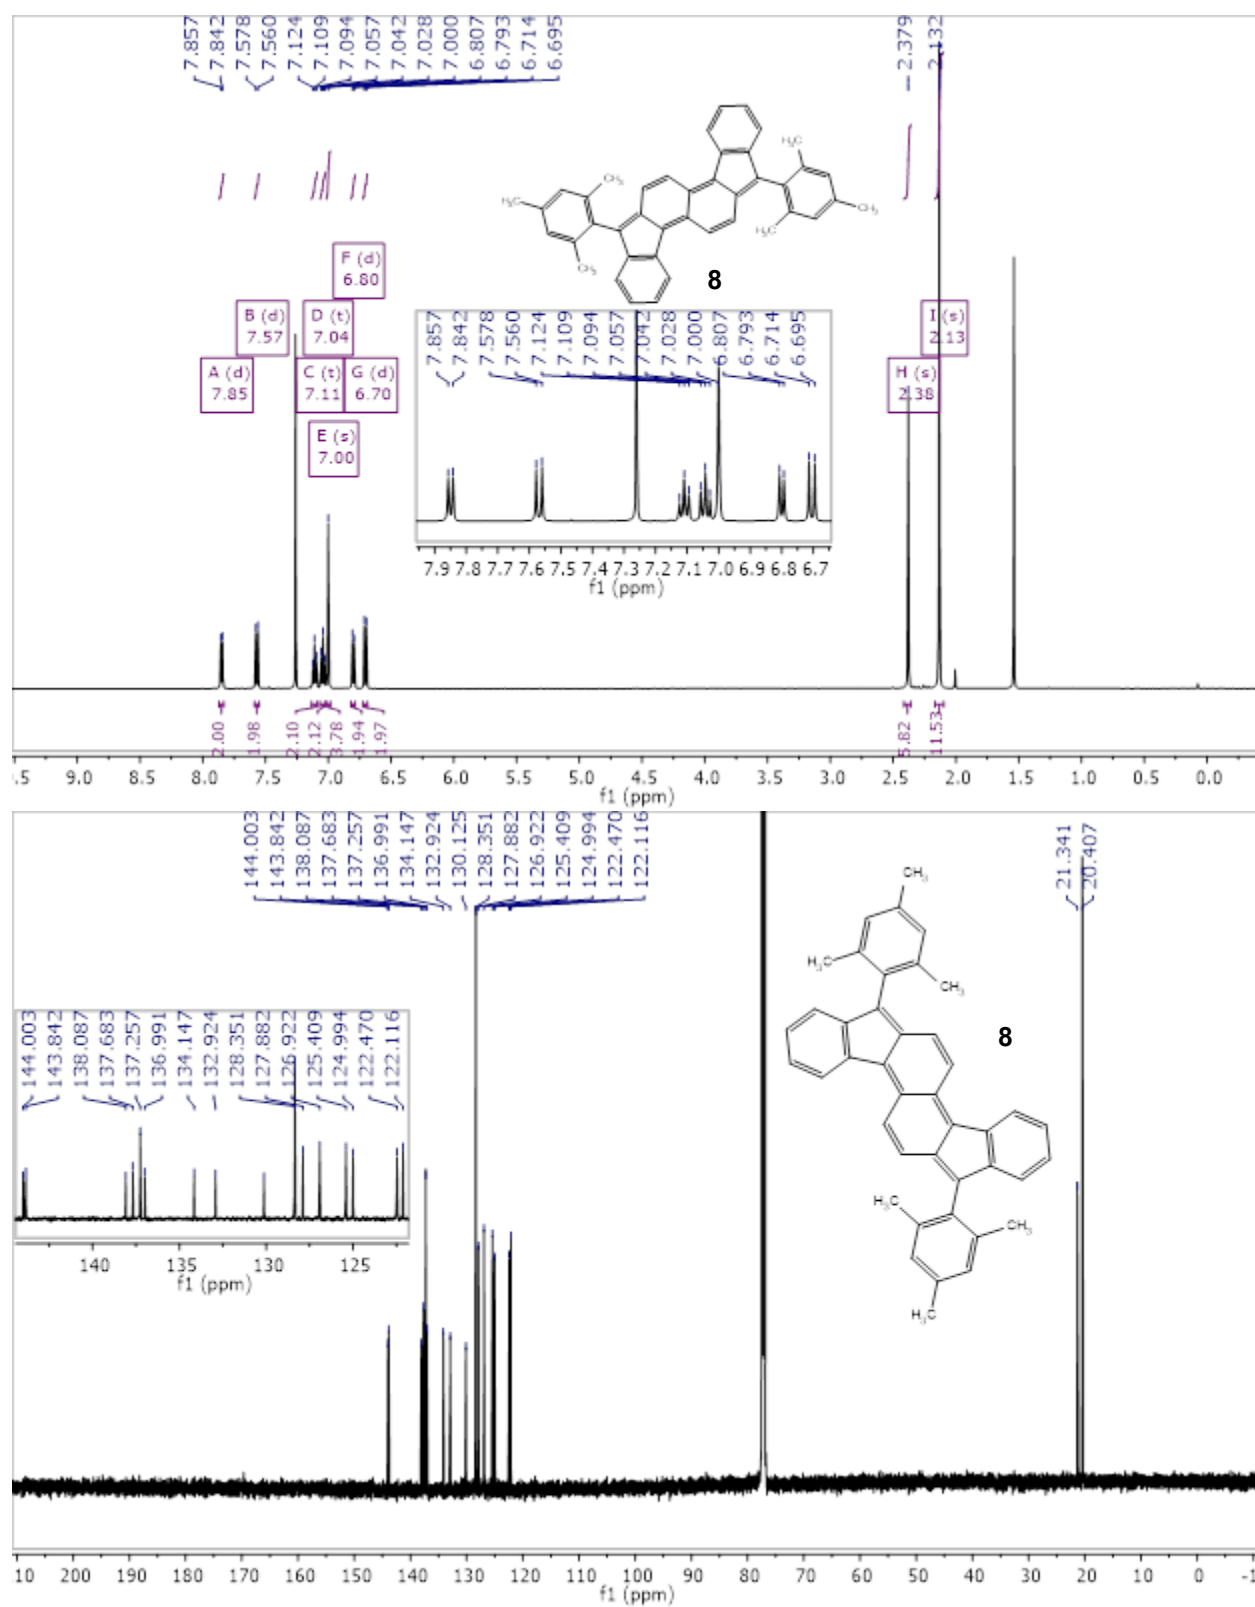 7.857
7.842
7.578
7.560
7.124
7.109
7.094
7.057
7.042
7.028
7.000
6.807
6.793
6.714
6.695
2.379
2.132
H₃C
CH₃
H₃C
CH₃
H₃C
CH₃
8
F (d)
6.80
B (d)
7.57
D (t)
7.04
I (s)
2.13
A (d)
7.85
C (t)
7.11
G (d)
6.70
H (s)
2.38
E (s)
7.00
7.857
7.842
7.578
7.560
7.124
7.109
7.094
7.057
7.042
7.028
7.000
6.807
6.793
6.714
6.695
7.9 7.8 7.7 7.6 7.5 7.4 7.3 7.2 7.1 7.0 6.9 6.8 6.7
f1 (ppm)
2.00
1.98
2.10
2.12
3.78
1.94
1.97
5.82
11.53
.5 9.0 8.5 8.0 7.5 7.0 6.5 6.0 5.5 5.0 4.5 4.0 3.5 3.0 2.5 2.0 1.5 1.0 0.5 0.0
f1 (ppm)
144.003
143.842
138.087
137.683
137.257
136.991
134.147
132.924
130.125
128.351
127.882
126.922
125.409
124.994
122.470
122.116
21.341
20.407
CH₃
H₃C
CH₃
8
H₃C
CH₃
H₃C
144.003
143.842
138.087
137.683
137.257
136.991
134.147
132.924
128.351
127.882
126.922
125.409
124.994
122.470
122.116
140 135 130 125
f1 (ppm)
10 200 190 180 170 160 150 140 130 120 110 100 90 80 70 60 50 40 30 20 10 0 -1
f1 (ppm)